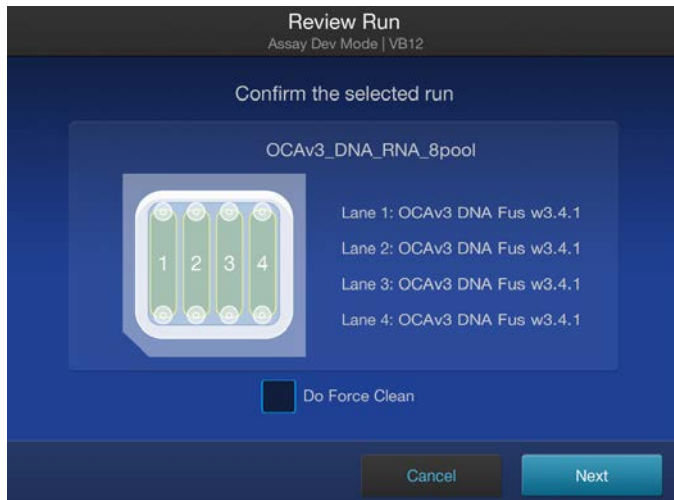 Review Run
Assay Dev Mode | VB12
Confirm the selected run
OCAv3_DNA_RNA_8pool
1 2 3 4
Lane 1: OCAv3 DNA Fus w3.4.1
Lane 2: OCAv3 DNA Fus w3.4.1
Lane 3: OCAv3 DNA Fus w3.4.1
Lane 4: OCAv3 DNA Fus w3.4.1
Do Force Clean
Cancel
Next